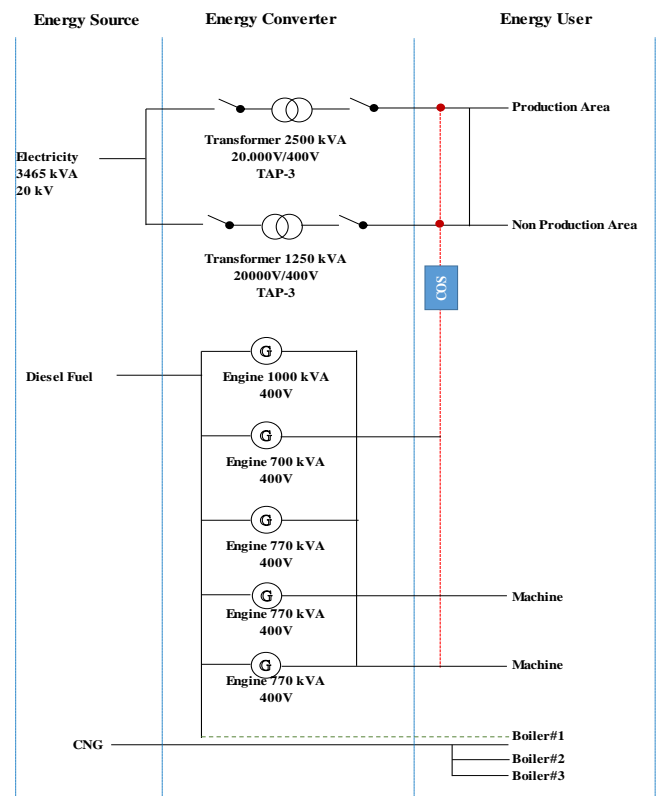 Energy Source
Energy Converter
Energy User
Production Area
Transformer 2500 kVA
20.000V/400V
TAP-3
Electricity
3465 kVA
20 kV
Non Production Area
Transformer 1250 kVA
20000V/400V
TAP-3
COS
G
Diesel Fuel
Engine 1000 kVA
400V
G
Engine 700 kVA
400V
G
Engine 770 kVA
400V
G
Machine
Engine 770 kVA
400V
G
Machine
Engine 770 kVA
400V
Boiler#1
CNG
Boiler#2
Boiler#3